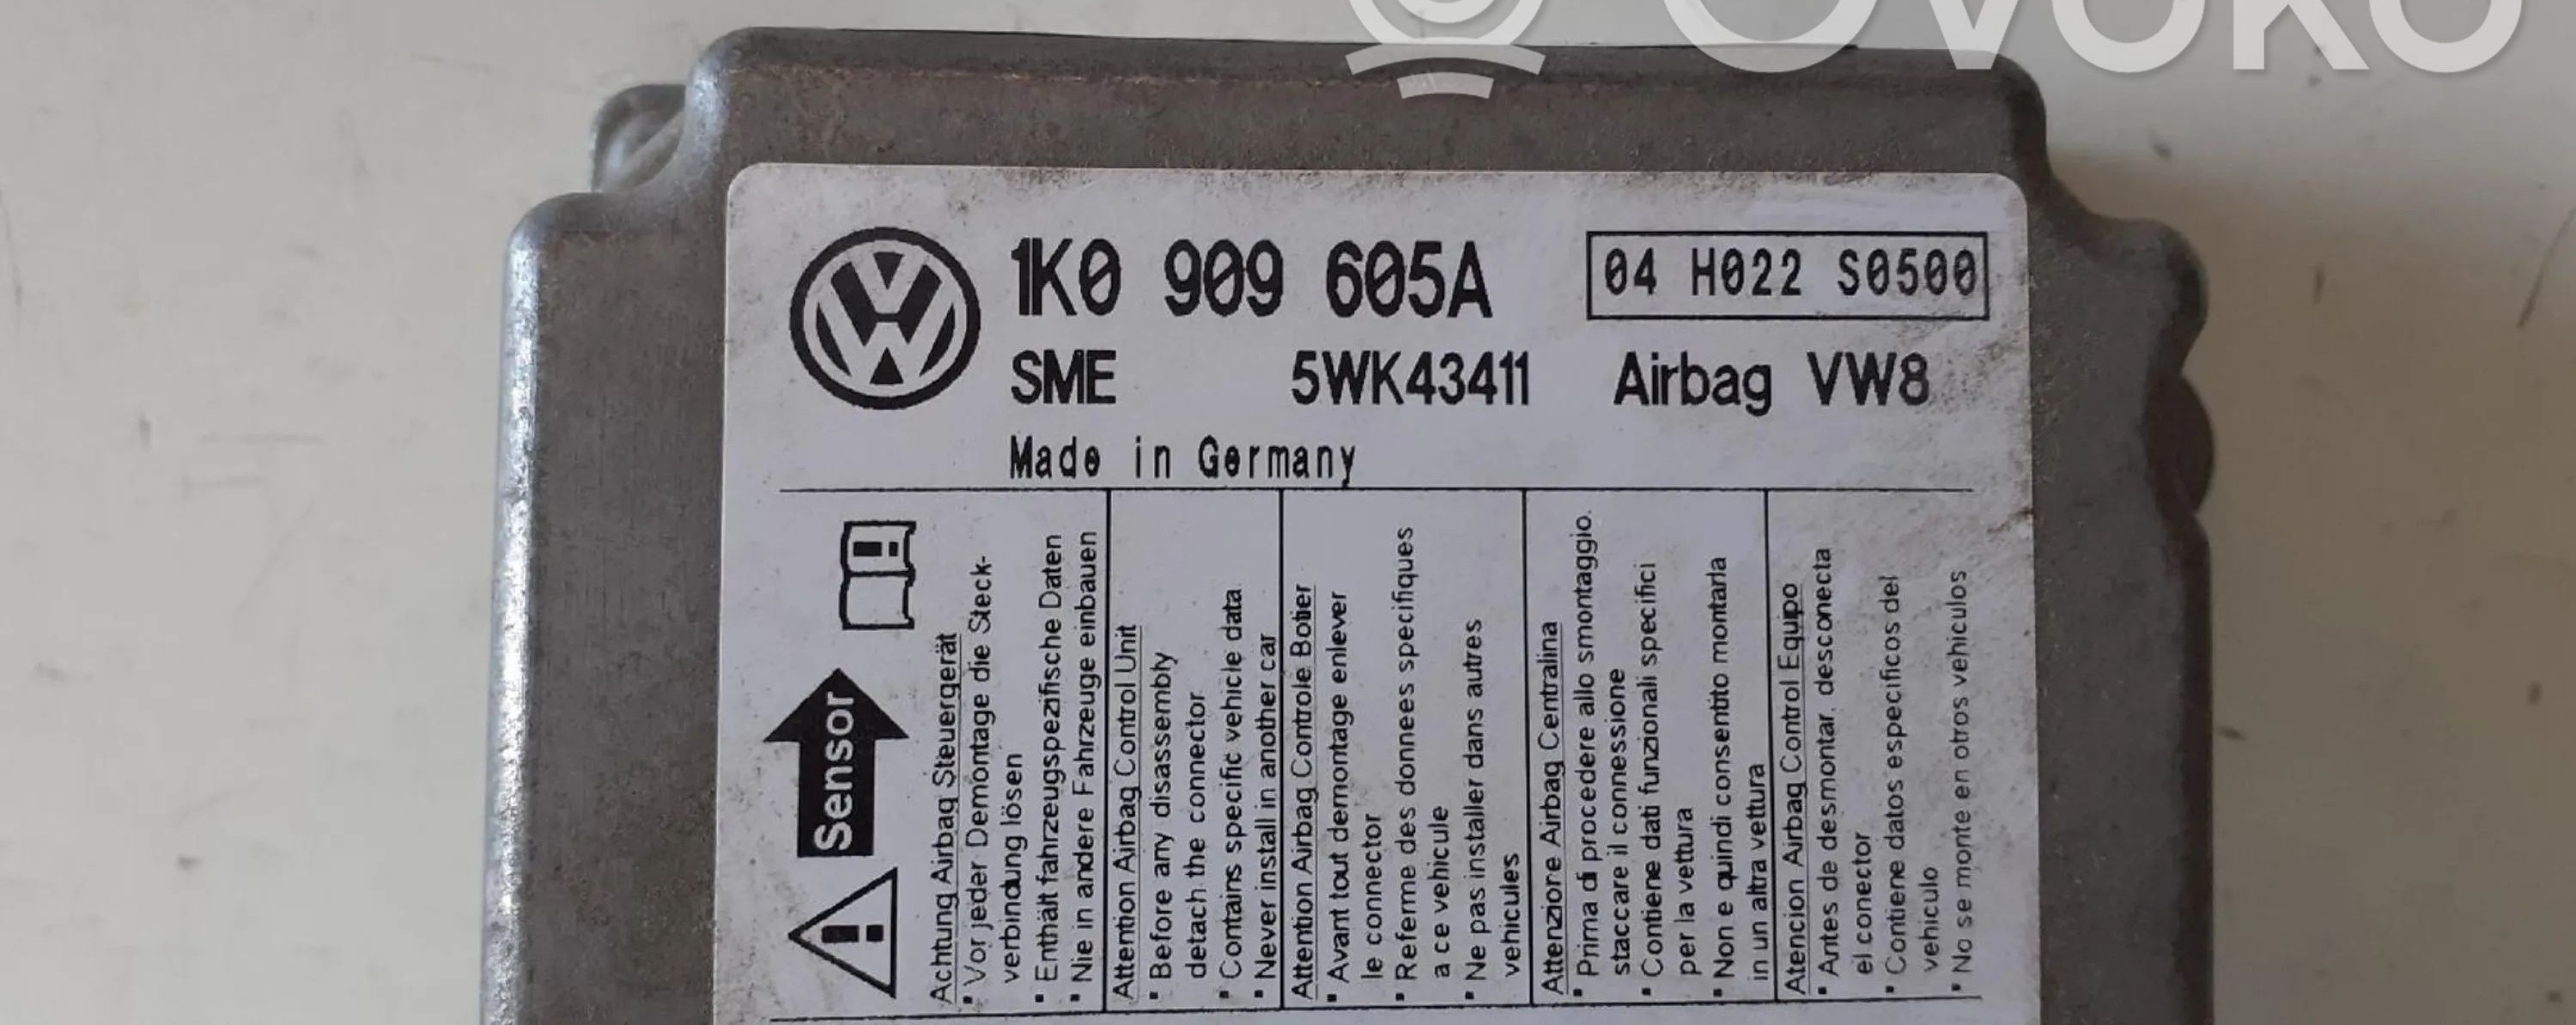 OVOKO
1K0 909 605A
04 H022 S0500
SME 5WK43411 Airbag VW8
Made in Germany
Sensor
Achtung Airbag Steuergerät
• Vor jeder Demontage die Steck-
verbindung lösen
• Enthält fahrzeugspezifische Daten
• Nie in andere Fahrzeuge einbauen
Attention Airbag Control Unit
• Before any disassembly
detach the connector
• Contains specific vehicle data
• Never install in another car
Attention Airbag Controle Botier
• Avant tout demontage enlever
le connector
• Referme des donnees specifiques
a ce vehicule
• Ne pas installer dans autres
vehicules
Attenzione Airbag Centralina
• Prima di procedere allo smontaggio.
staccare il connessione
• Contiene dati funzionali specifici
per la vettura
• Non e quindi consentito montarla
in un altra vettura
Atencion Airbag Control Equipo
• Antes de desmontar, desconecta
el conector
• Contiene datos especificos del
vehiculo
• No se monte en otros vehiculos